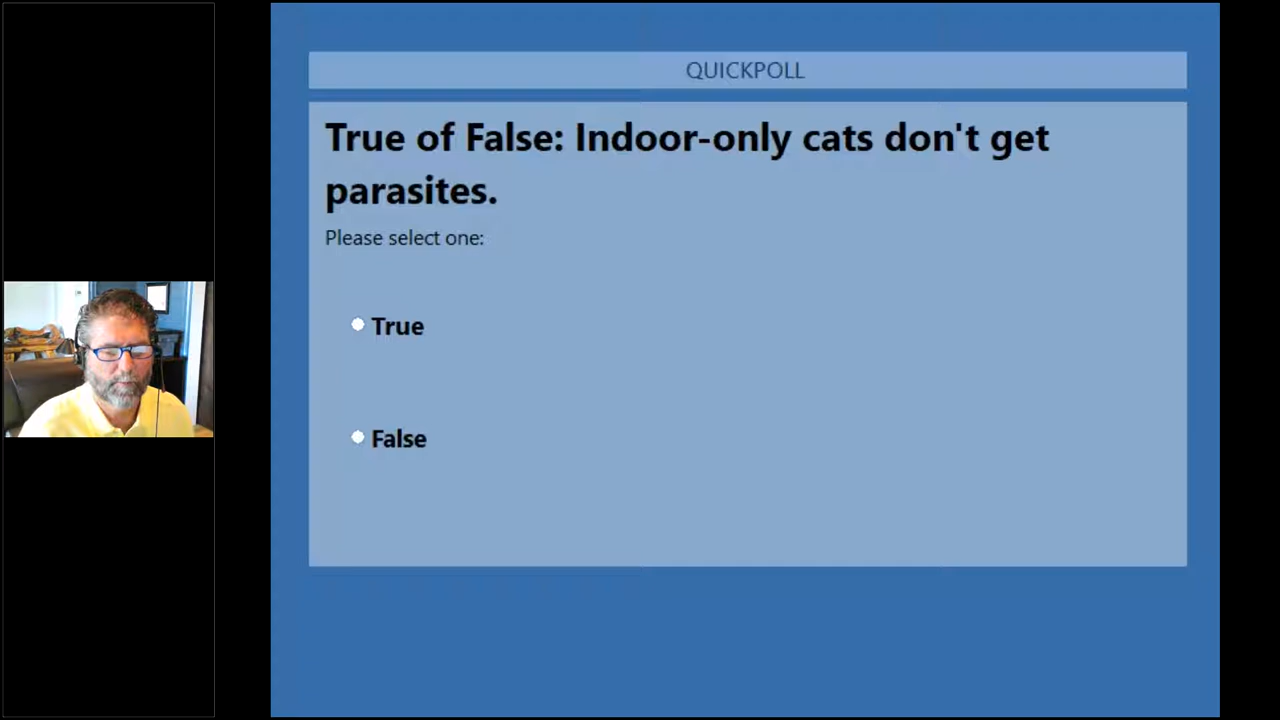 QUICKPOLL
True of False: Indoor-only cats don't get
parasites.
Please select one:
True
False